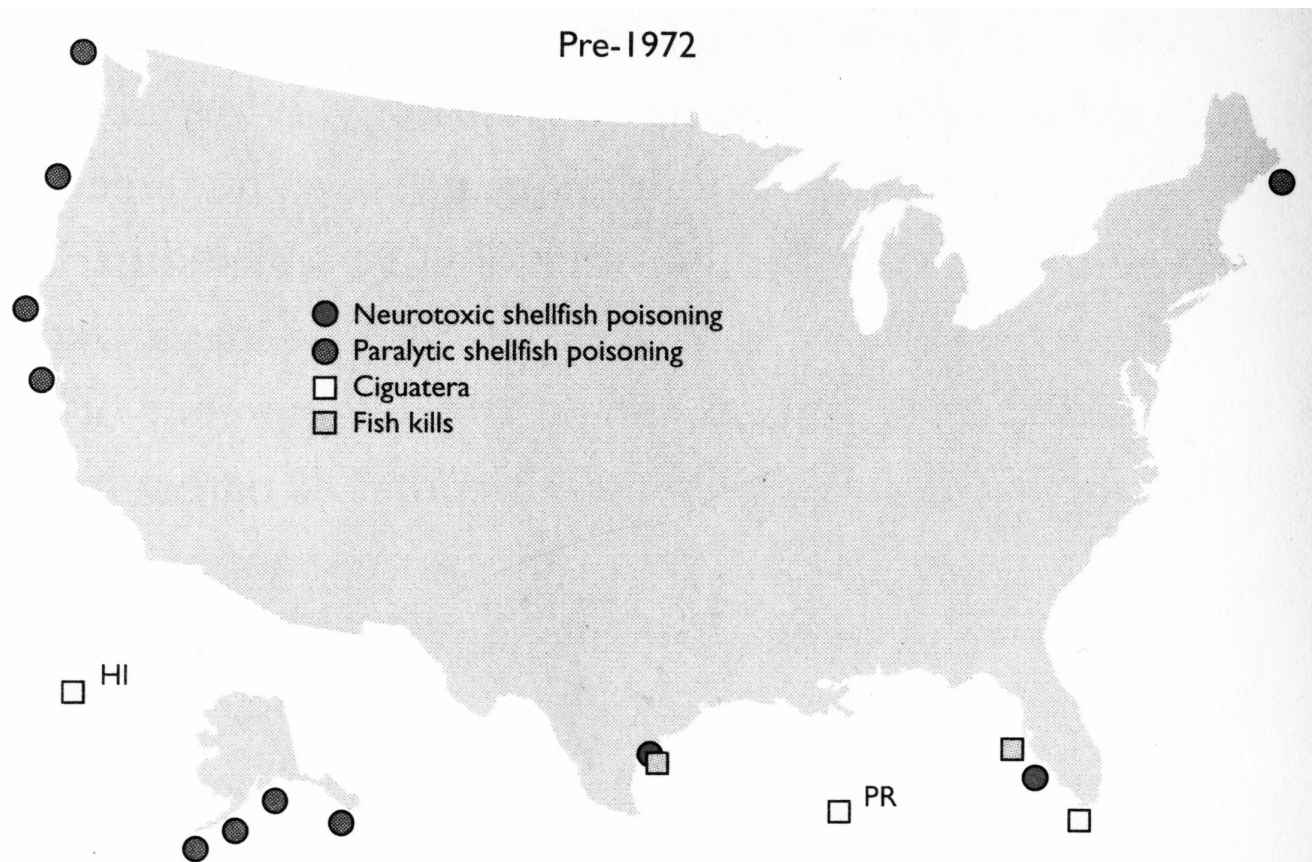 Pre-1972
Neurotoxic shellfish poisoning
Paralytic shellfish poisoning
Ciguatera
Fish kills
HI
PR